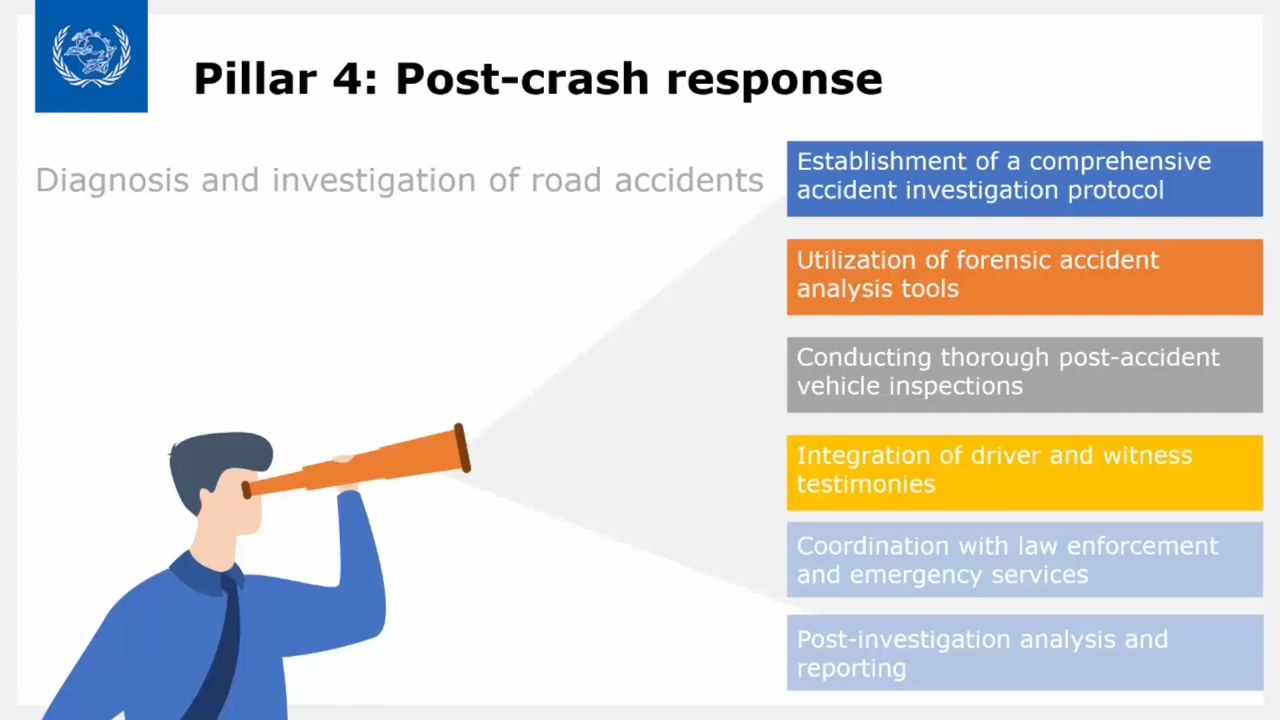 Pillar 4: Post-crash response
Diagnosis and investigation of road accidents
Establishment of a comprehensive
accident investigation protocol
Utilization of forensic accident
analysis tools
Conducting thorough post-accident
vehicle inspections
Integration of driver and witness
testimonies
Coordination with law enforcement
and emergency services
Post-investigation analysis and
reporting